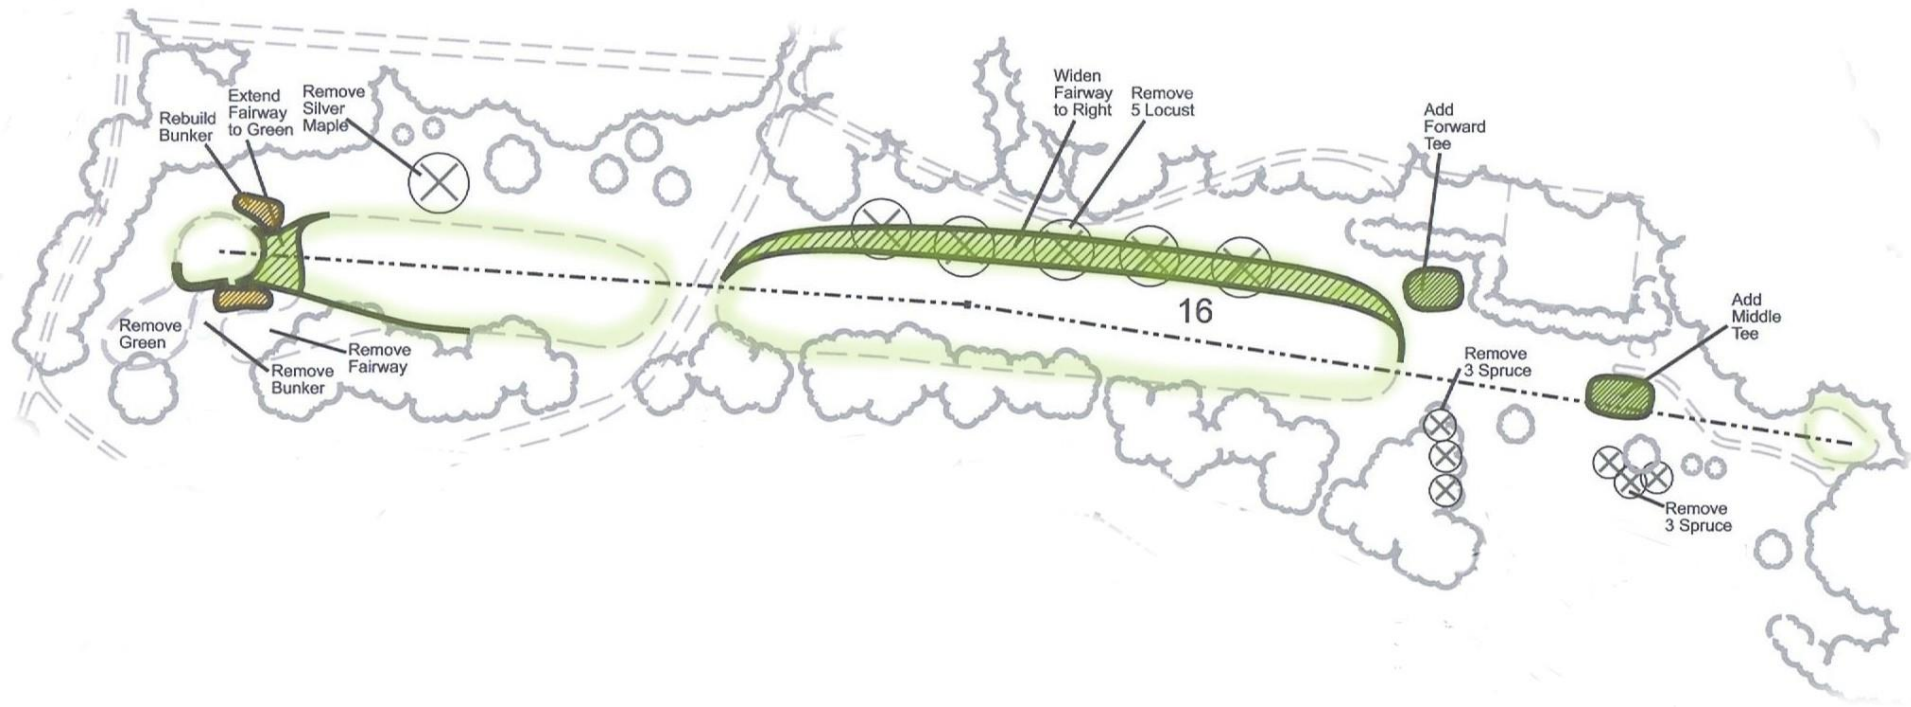 Rebuild
Bunker
Extend
Fairway
to Green
Remove
Silver
Maple
Widen
Fairway
to Right
Remove
5 Locust
Add
Forward
Tee
Add
Middle
Tee
16
Remove
Green
Remove
Bunker
Remove
Fairway
Remove
3 Spruce
Remove
3 Spruce